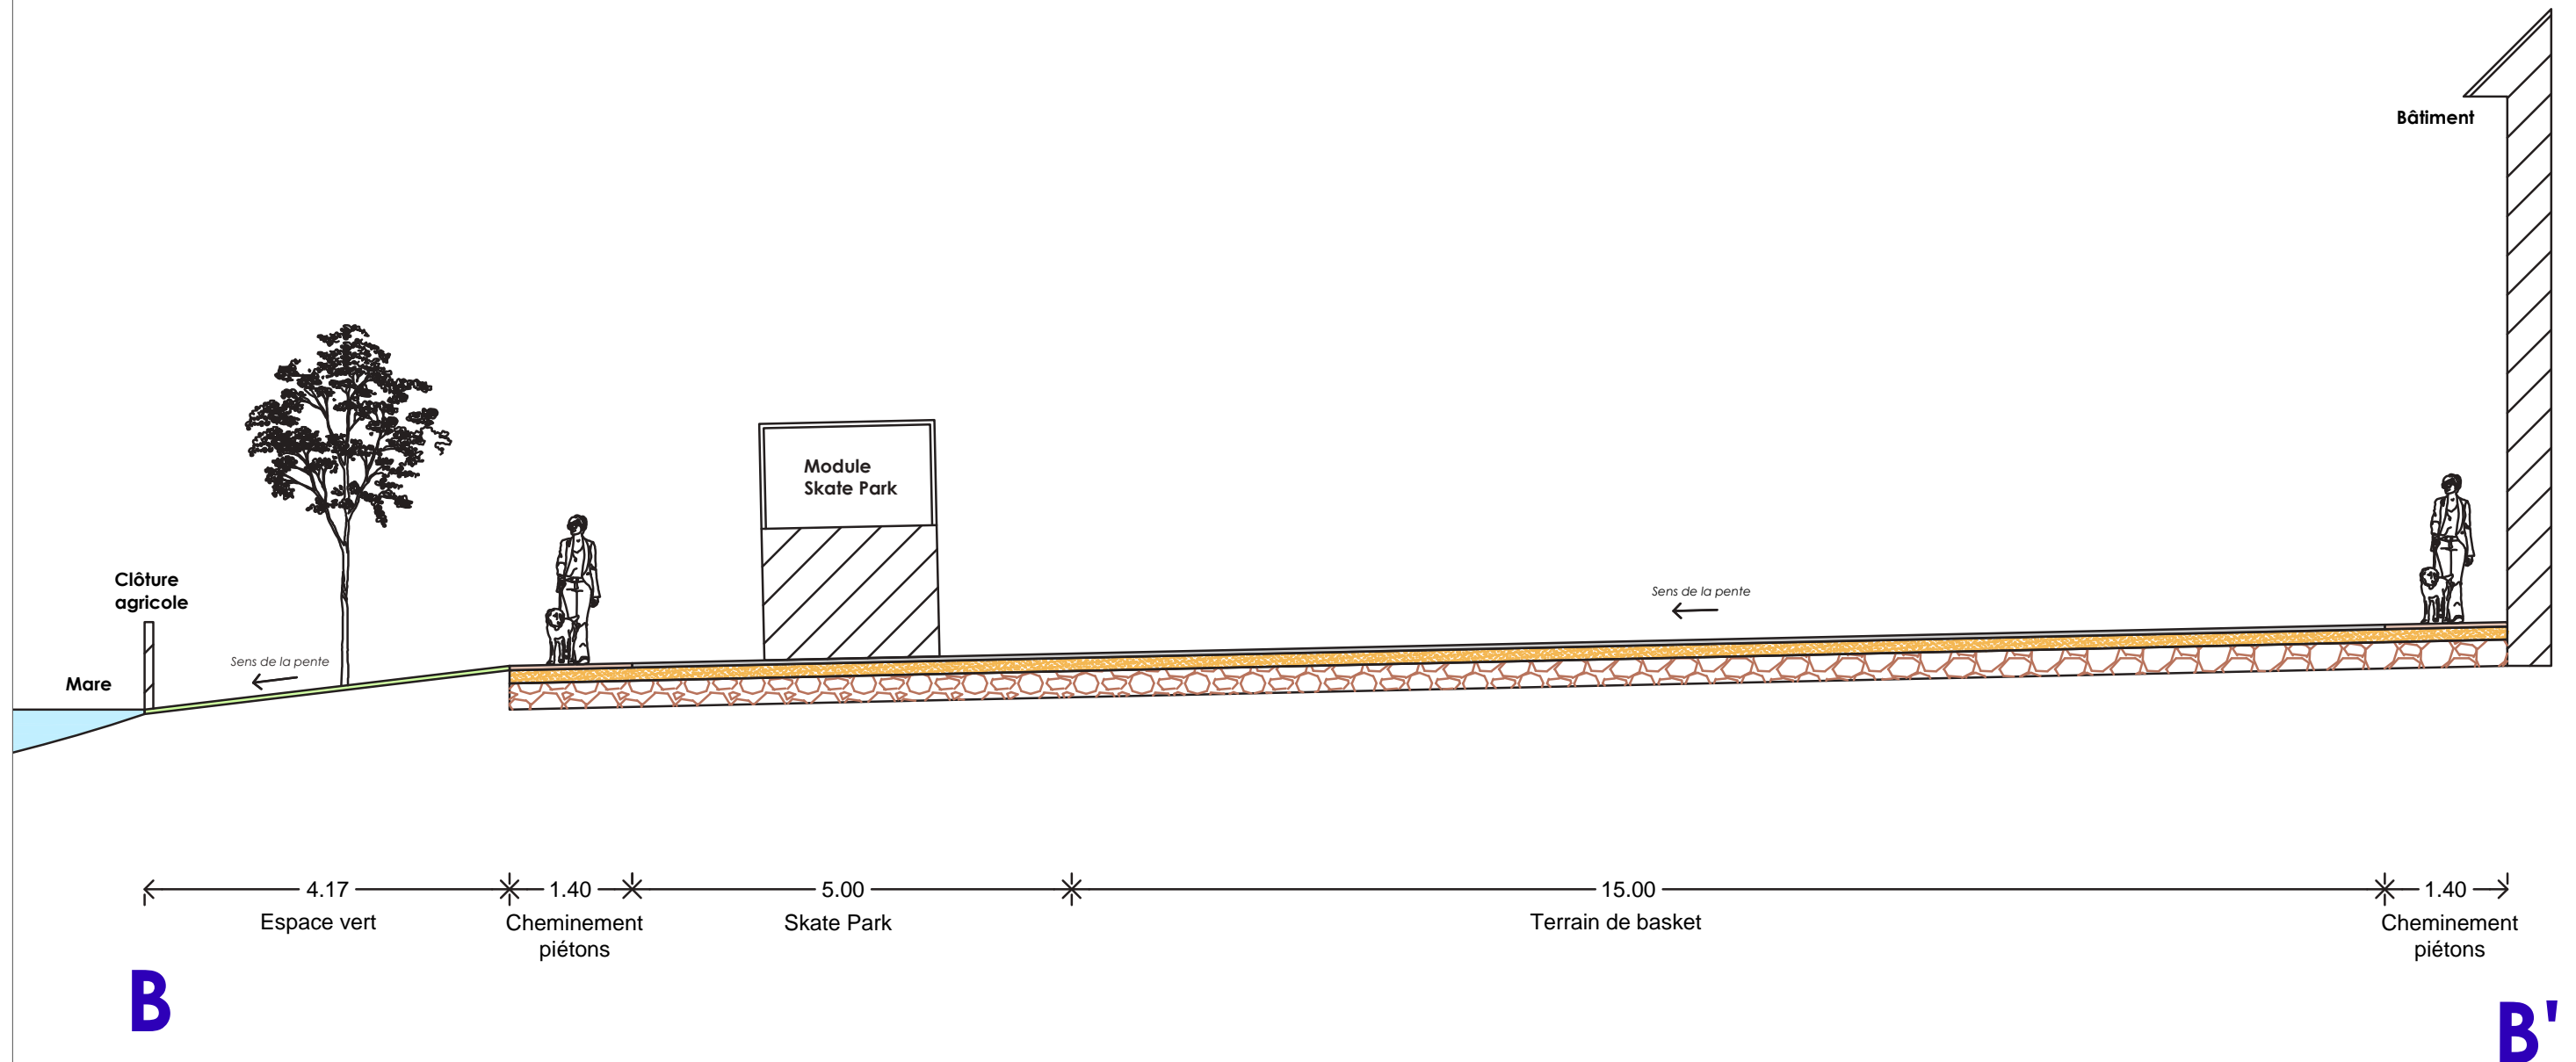 Bâtiment
Module
Skate Park
Clôture
agricole
Sens de la pente
Sens de la pente
Mare
4.17
1.40
5.00
15.00
1.40
Espace vert
Cheminement
piétons
Skate Park
Terrain de basket
Cheminement
piétons
B
B'